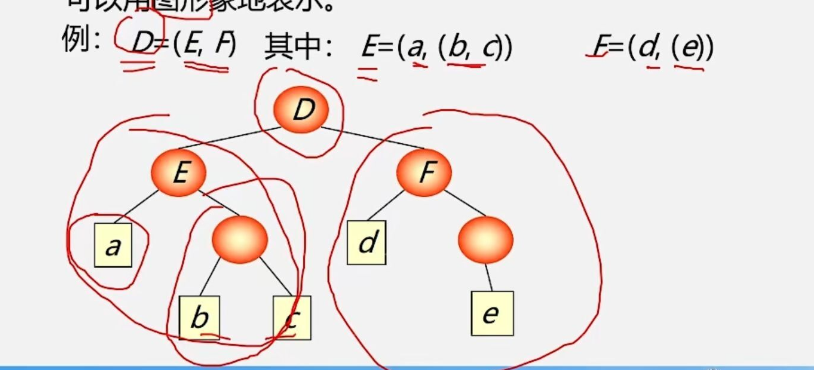 可以用图形象地表示。
例： D=(E, F) 其中： E=(a, (b, c)) F=(d, (e))
D
E F
a d
b c e